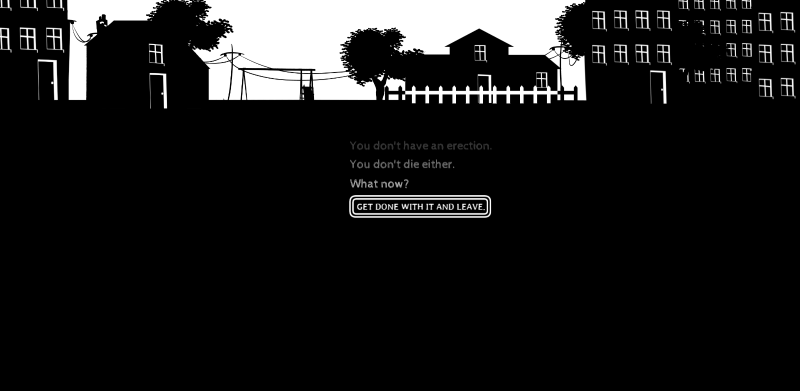 You don't have an erection.
You don't die either.
What now?
GET DONE WITH IT AND LEAVE.